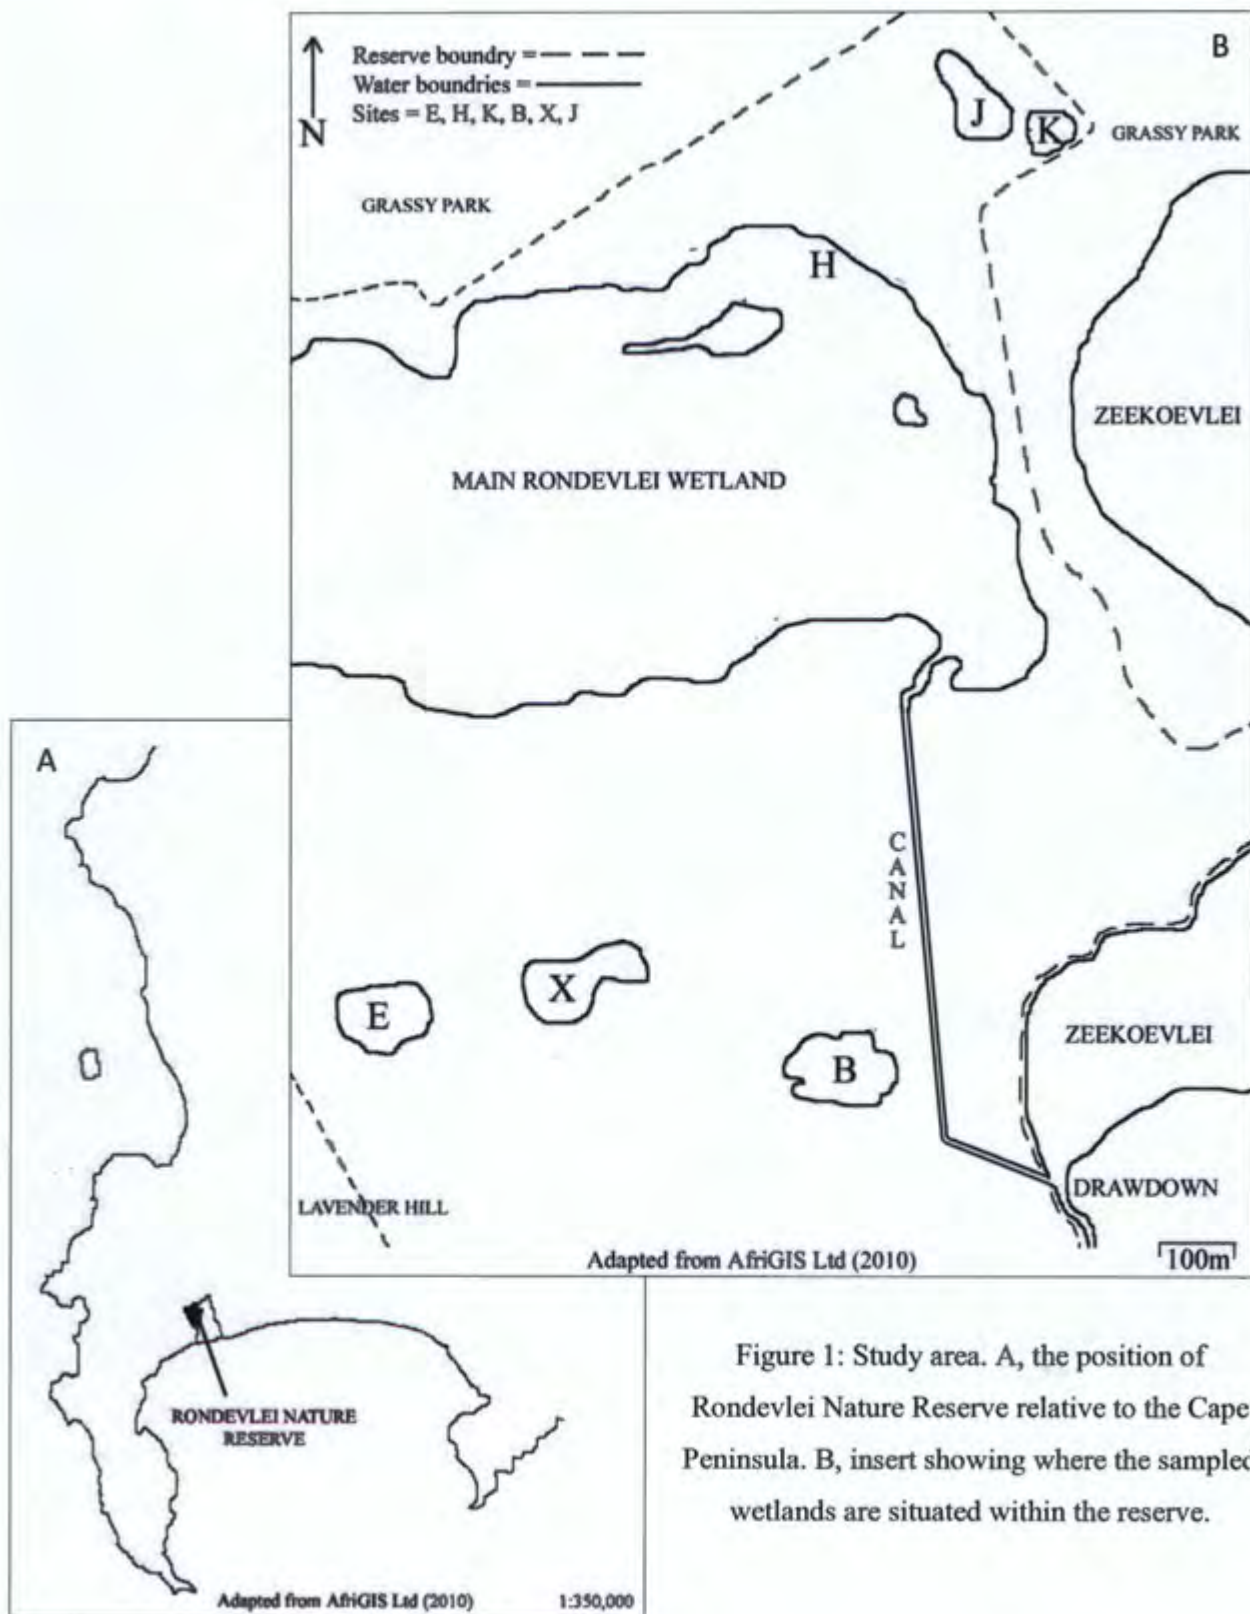 B
Reserve boundry =
Water boundries =
Sites = E, H, K, B, X, J
N
J
K
GRASSY PARK
GRASSY PARK
H
ZEEKOEVLEI
MAIN RONDEVLEI WETLAND
A
CANAL
E
X
B
ZEEKOEVLEI
DRAWDOWN
LAVENDER HILL
Adapted from AfriGIS Ltd (2010)
100m
RONDEVLEI NATURE
RESERVE
Adapted from AfriGIS Ltd (2010)
1:350,000
Figure 1: Study area. A, the position of
Rondevlei Nature Reserve relative to the Cape
Peninsula. B, insert showing where the sampled
wetlands are situated within the reserve.